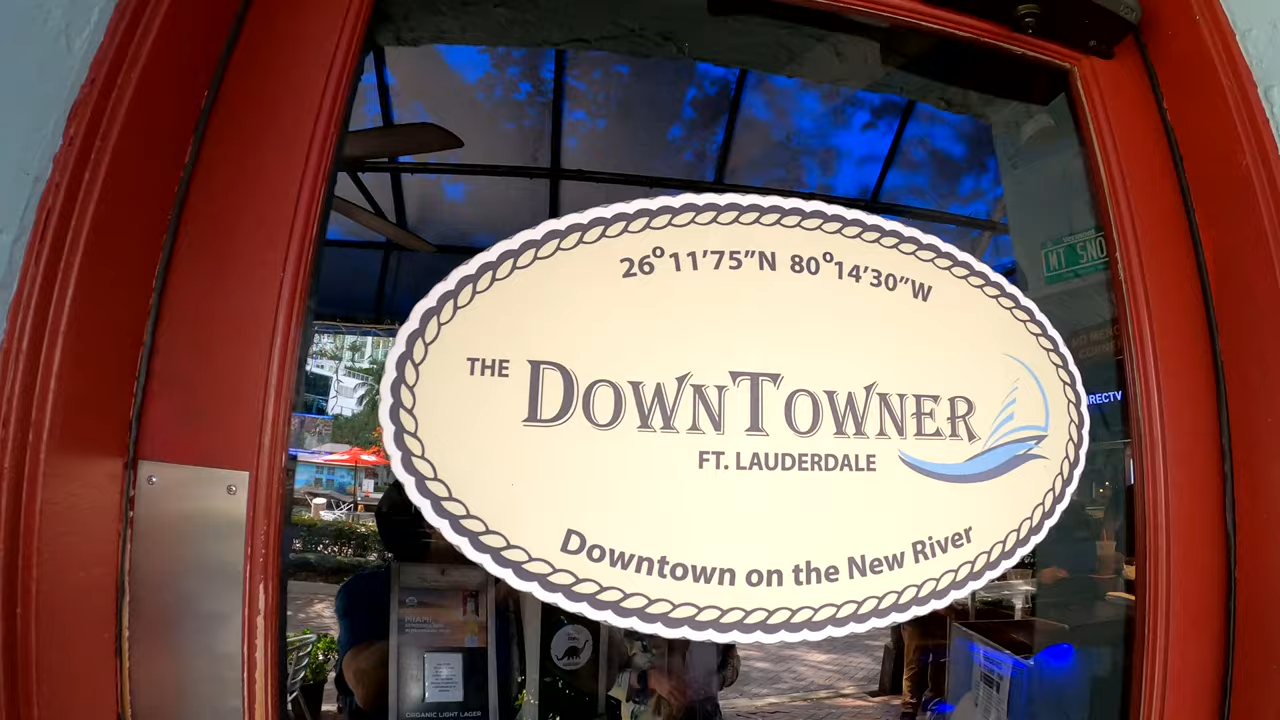 26°11'75"N 80°14'30"W
THE DOWNTOWNER
FT. LAUDERDALE
Downtown on the New River
MT SNO
DIRECTV
MIAMI
ORGANIC LIGHT LAGER